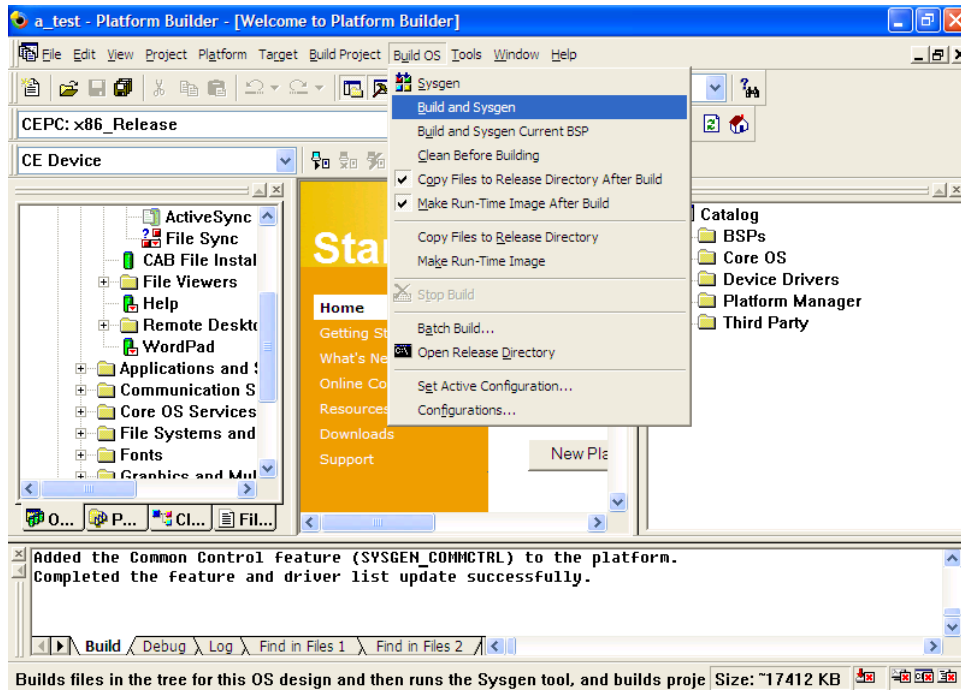 a_test - Platform Builder - [Welcome to Platform Builder]
File Edit View Project Platform Target Build Project Build OS Tools Window Help
CEPC: x86_Release
CE Device
Sysgen
Build and Sysgen
Build and Sysgen Current BSP
Clean Before Building
Copy Files to Release Directory After Build
Make Run-Time Image After Build
Copy Files to Release Directory
Make Run-Time Image
Stop Build
Batch Build...
Open Release Directory
Set Active Configuration...
Configurations...
ActiveSync
File Sync
CAB File Instal
File Viewers
Help
Remote Deskto
WordPad
Applications and
Communication S
Core OS Services
File Systems and
Fonts
Graphics and Mul
O... P... Cl... Fil...
Star
Home
Getting St
What's Ne
Online Co
Resources
Downloads
Support
New Pla
Catalog
BSPs
Core OS
Device Drivers
Platform Manager
Third Party
Added the Common Control feature (SYSGEN_COMMCTRL) to the platform.
Completed the feature and driver list update successfully.
Build Debug Log Find in Files 1 Find in Files 2
Builds files in the tree for this OS design and then runs the Sysgen tool, and builds proje Size: ~17412 KB